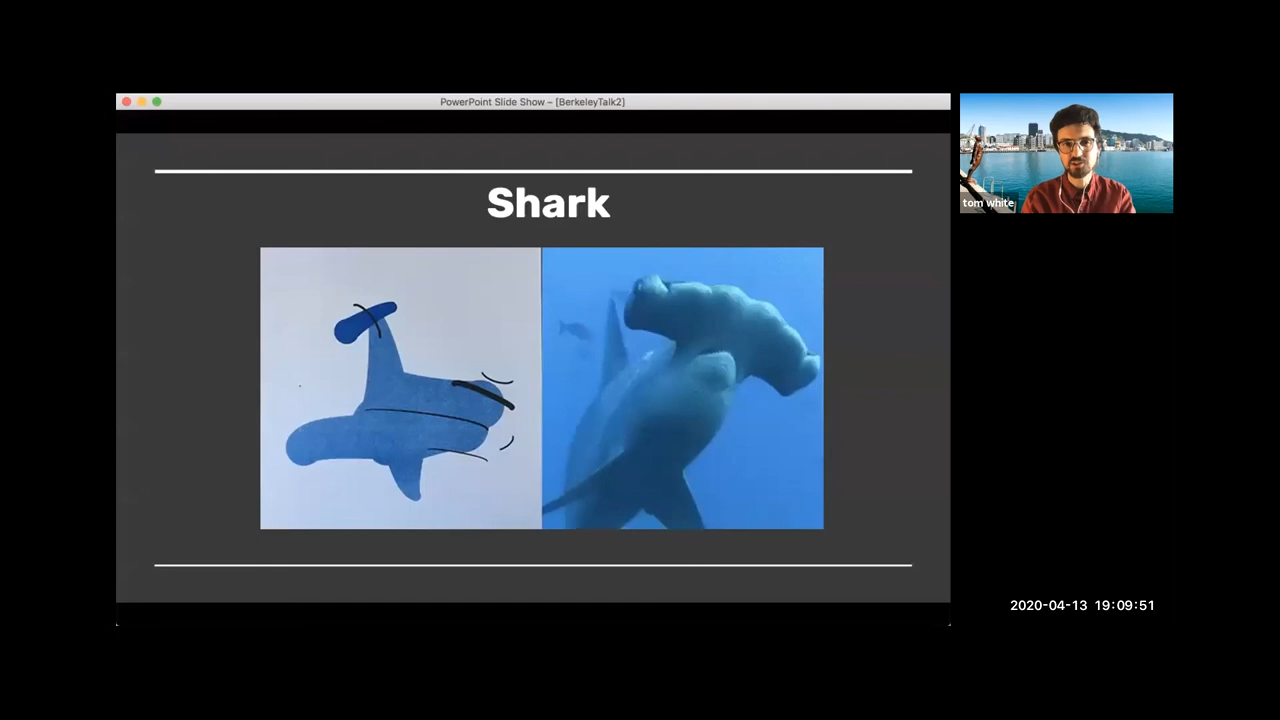 PowerPoint Slide Show – [BerkeleyTalk2]
Shark
tom white
2020-04-13 19:09:51